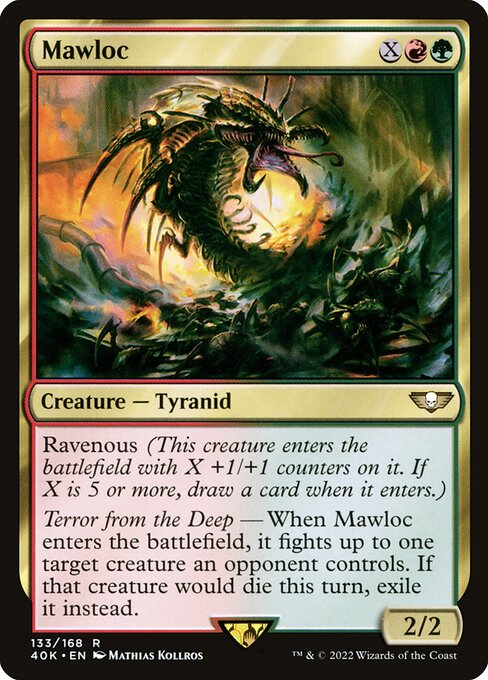 Mawloc
X
Creature — Tyranid
Ravenous (This creature enters the
battlefield with X +1/+1 counters on it. If
X is 5 or more, draw a card when it enters.)
Terror from the Deep — When Mawloc
enters the battlefield, it fights up to one
target creature an opponent controls. If
that creature would die this turn, exile
it instead.
2/2
133/168 R
40K • EN Mathias Kollros
™ & © 2022 Wizards of the Coast